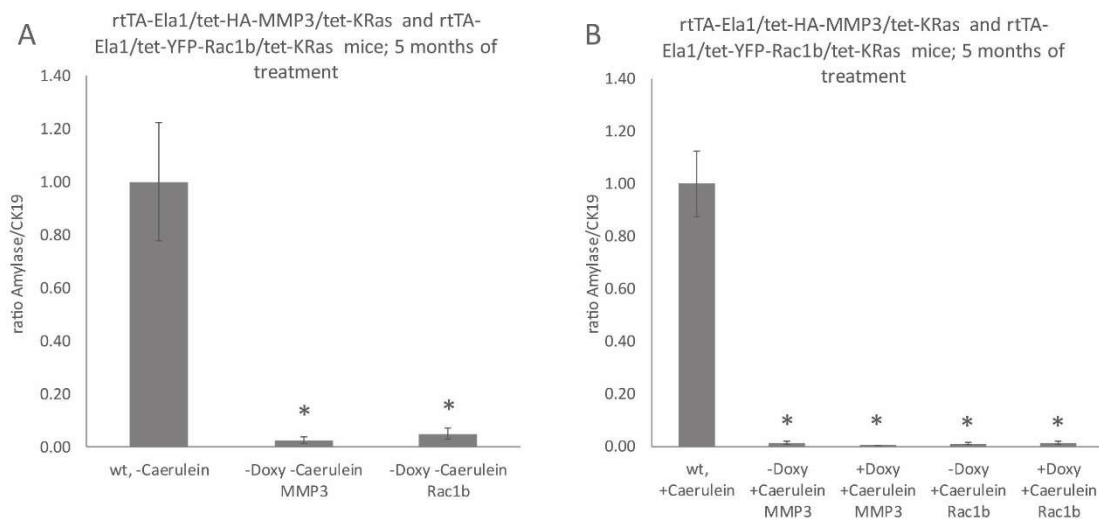 A
rtTA-Ela1/tet-HA-MMP3/tet-KRas and rtTA-
Ela1/tet-YFP-Rac1b/tet-KRas mice; 5 months of
treatment
ratio Amylase/CK19
1.40
1.20
1.00
0.80
0.60
0.40
0.20
0.00
*
*
wt, -Caerulein
-Doxy -Caerulein
MMP3
-Doxy -Caerulein
Rac1b
B
rtTA-Ela1/tet-HA-MMP3/tet-KRas and rtTA-
Ela1/tet-YFP-Rac1b/tet-KRas mice; 5 months of
treatment
ratio Amylase/CK19
1.40
1.20
1.00
0.80
0.60
0.40
0.20
0.00
*
*
*
*
wt,
+Caerulein
-Doxy
+Caerulein
MMP3
+Doxy
+Caerulein
MMP3
-Doxy
+Caerulein
Rac1b
+Doxy
+Caerulein
Rac1b